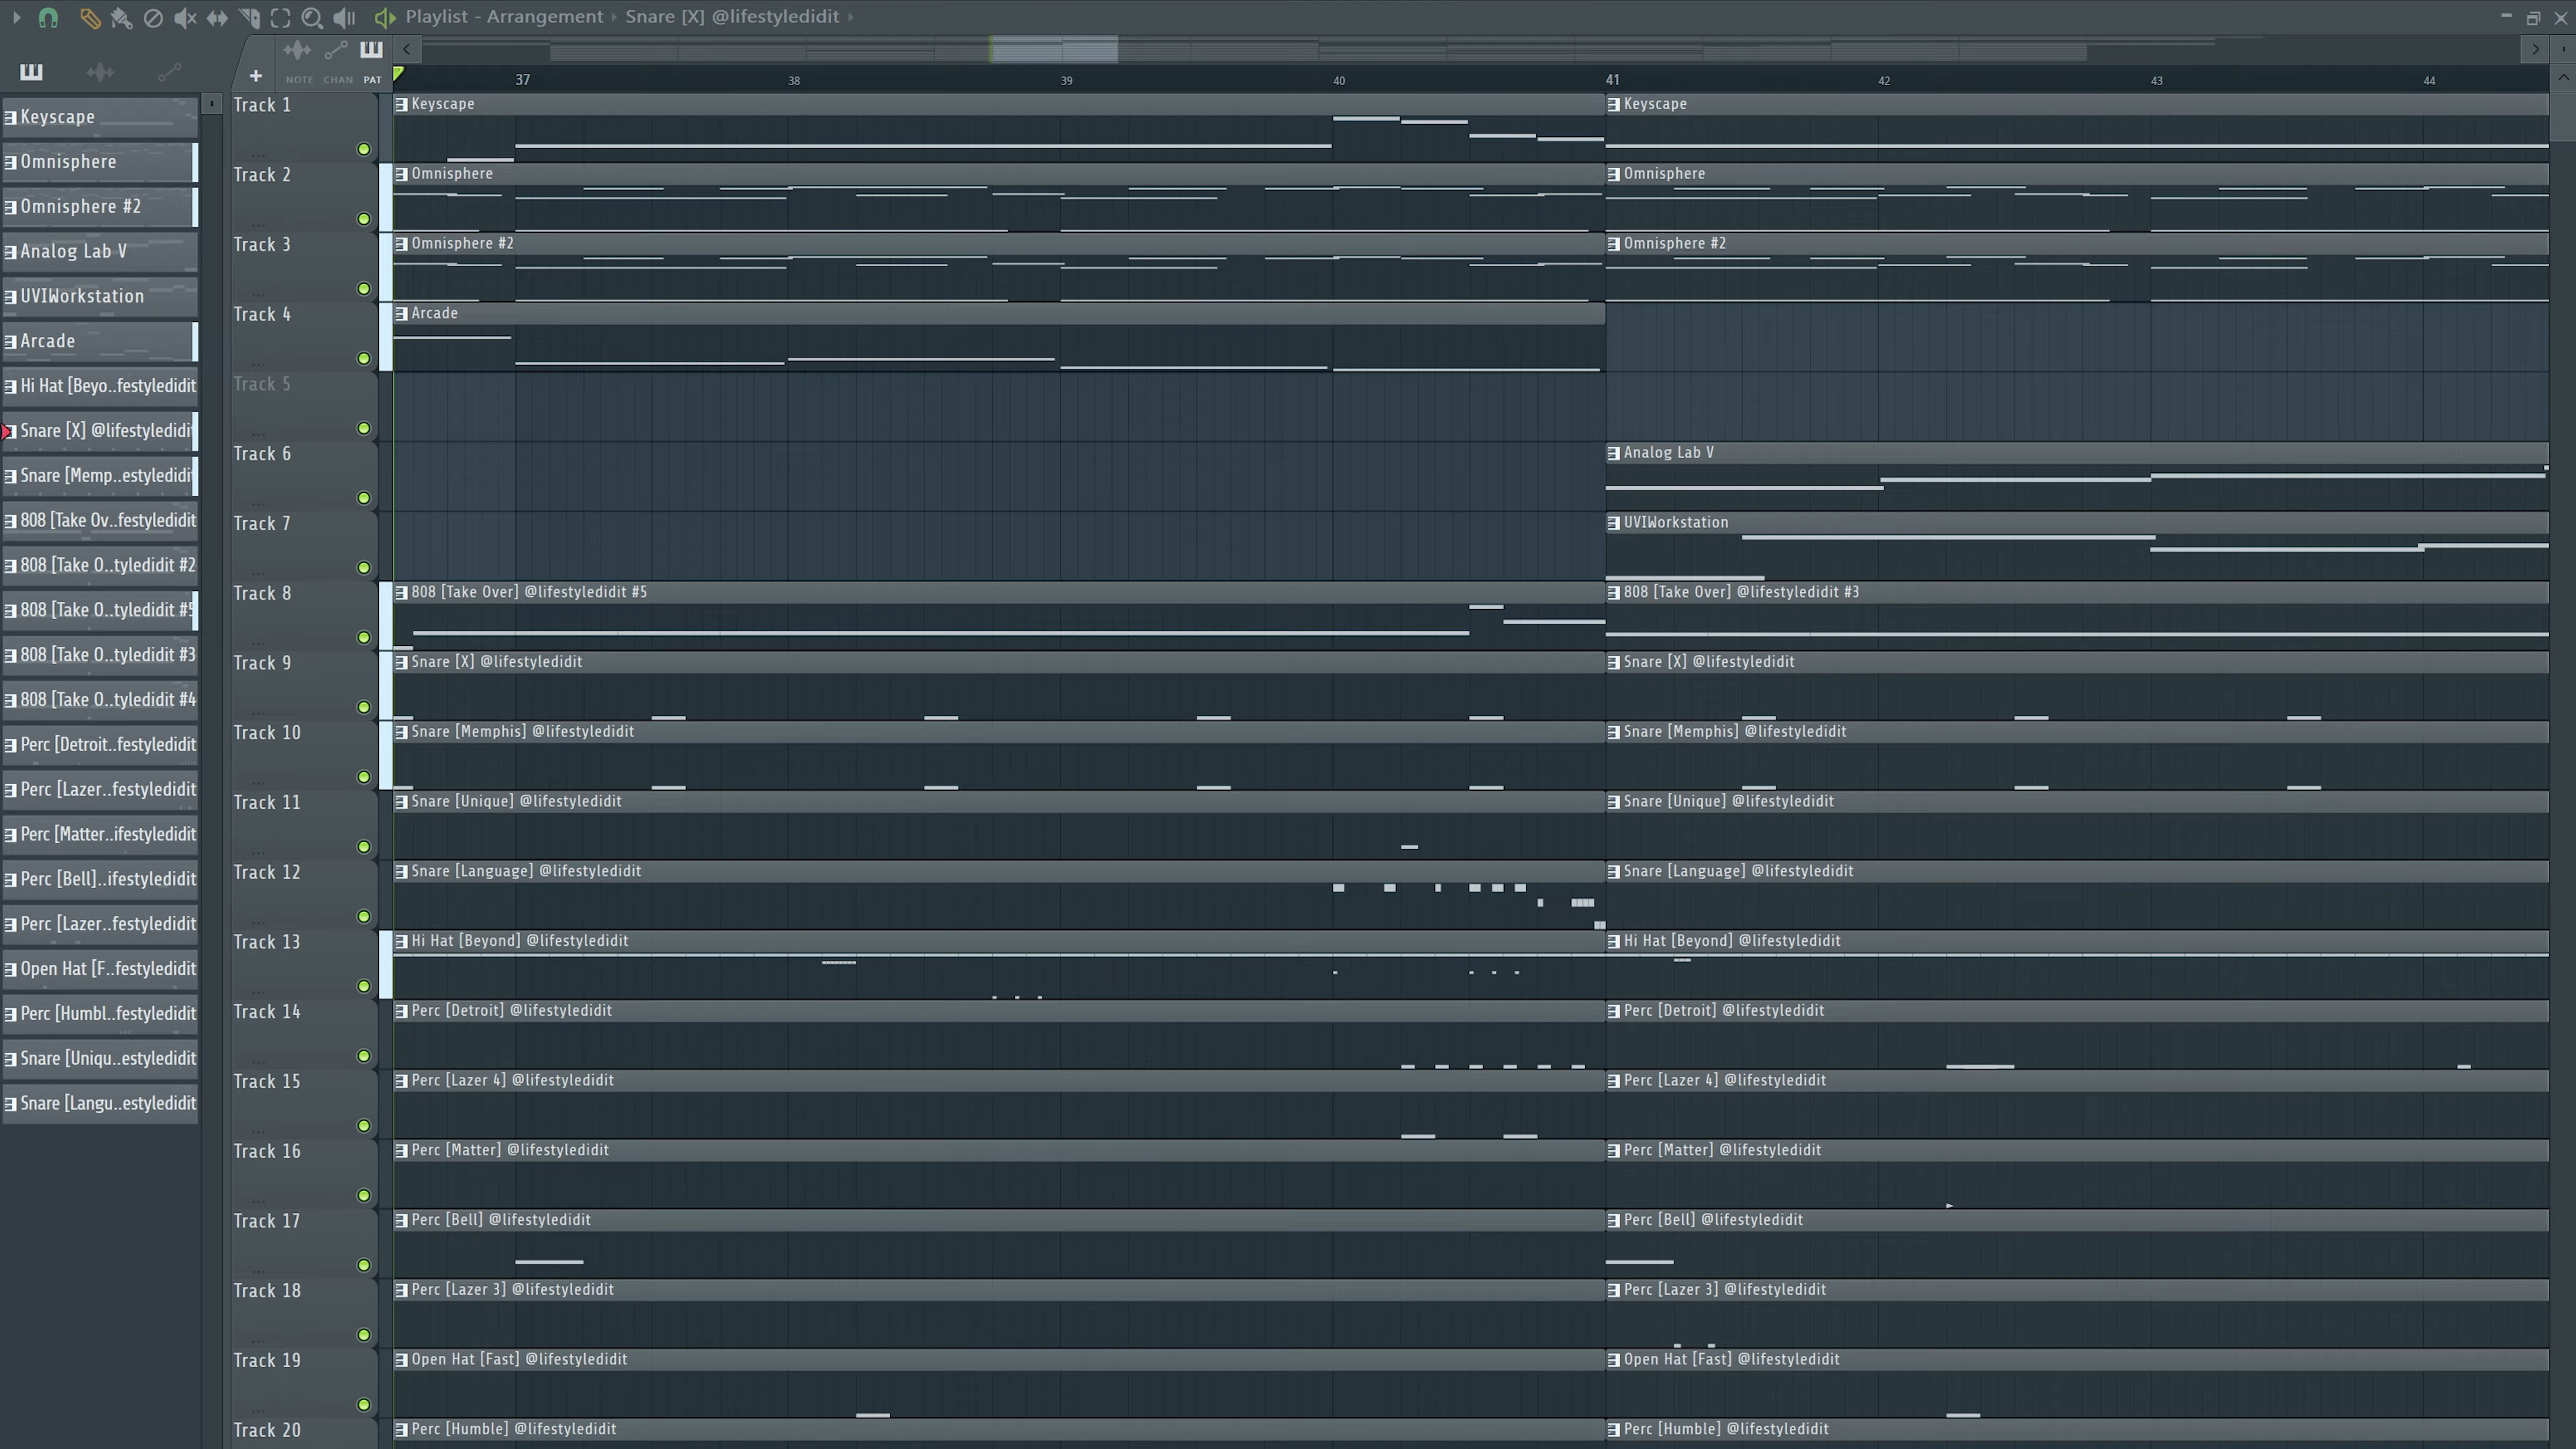 Playlist - Arrangement › Snare [X] @lifestyledidit ›
NOTE CHAN PAT
37 38 39 40 41 42 43 44
Keyscape
Omnisphere
Omnisphere #2
Analog Lab V
UVIWorkstation
Arcade
Hi Hat [Beyo..festyledidit
Snare [X] @lifestyledidi
Snare [Memp..estyledidi
808 [Take Ov..festyledidit
808 [Take O..tyledidit #2
808 [Take O..tyledidit #5
808 [Take O..tyledidit #3
808 [Take O..tyledidit #4
Perc [Detroit..festyledidit
Perc [Lazer..festyledidit
Perc [Matter..ifestyledidit
Perc [Bell]..ifestyledidit
Perc [Lazer..festyledidit
Open Hat [F..festyledidit
Perc [Humbl..festyledidit
Snare [Uniqu..estyledidit
Snare [Langu..estyledidit
Track 1 Keyscape Keyscape
Track 2 Omnisphere Omnisphere
Track 3 Omnisphere #2 Omnisphere #2
Track 4 Arcade
Track 5
Track 6 Analog Lab V
Track 7 UVIWorkstation
Track 8 808 [Take Over] @lifestyledidit #5 808 [Take Over] @lifestyledidit #3
Track 9 Snare [X] @lifestyledidit Snare [X] @lifestyledidit
Track 10 Snare [Memphis] @lifestyledidit Snare [Memphis] @lifestyledidit
Track 11 Snare [Unique] @lifestyledidit Snare [Unique] @lifestyledidit
Track 12 Snare [Language] @lifestyledidit Snare [Language] @lifestyledidit
Track 13 Hi Hat [Beyond] @lifestyledidit Hi Hat [Beyond] @lifestyledidit
Track 14 Perc [Detroit] @lifestyledidit Perc [Detroit] @lifestyledidit
Track 15 Perc [Lazer 4] @lifestyledidit Perc [Lazer 4] @lifestyledidit
Track 16 Perc [Matter] @lifestyledidit Perc [Matter] @lifestyledidit
Track 17 Perc [Bell] @lifestyledidit Perc [Bell] @lifestyledidit
Track 18 Perc [Lazer 3] @lifestyledidit Perc [Lazer 3] @lifestyledidit
Track 19 Open Hat [Fast] @lifestyledidit Open Hat [Fast] @lifestyledidit
Track 20 Perc [Humble] @lifestyledidit Perc [Humble] @lifestyledidit